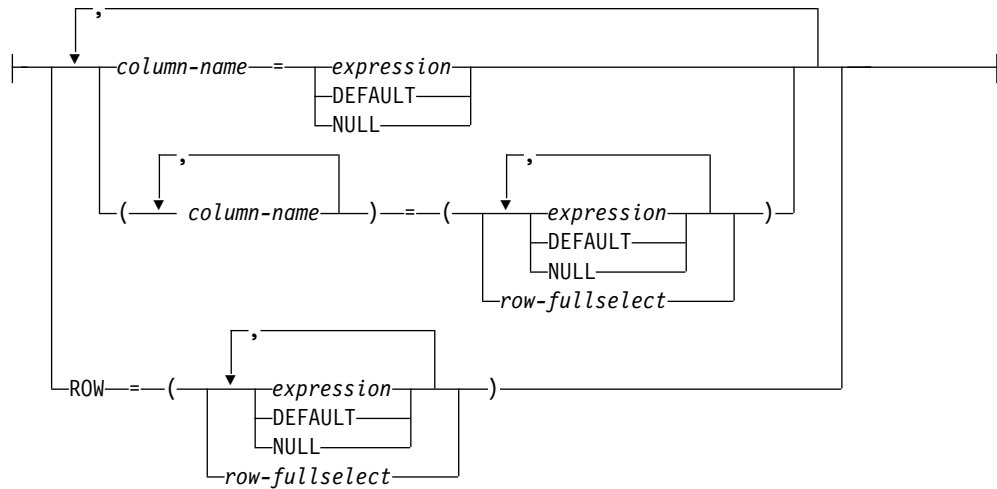 ,
column-name = expression
DEFAULT
NULL
, ,
( column-name ) = ( expression )
DEFAULT
NULL
row-fullselect
,
ROW = ( expression )
DEFAULT
NULL
row-fullselect